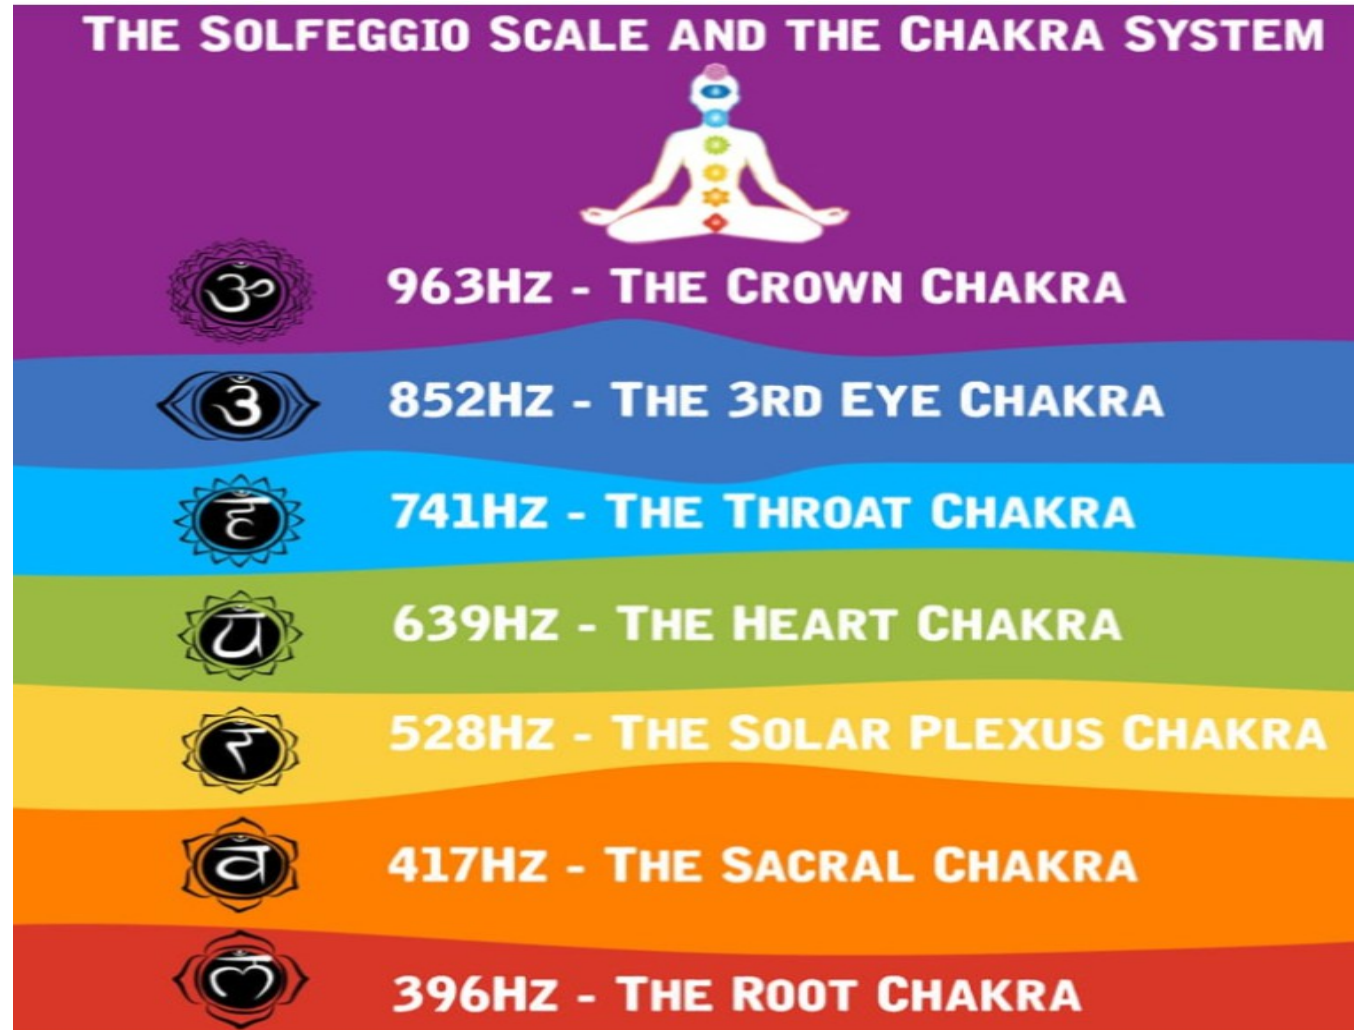 THE SOLFEGGIO SCALE AND THE CHAKRA SYSTEM
ॐ 963HZ - THE CROWN CHAKRA
ॐ 852HZ - THE 3RD EYE CHAKRA
हं 741HZ - THE THROAT CHAKRA
यं 639HZ - THE HEART CHAKRA
रं 528HZ - THE SOLAR PLEXUS CHAKRA
वं 417HZ - THE SACRAL CHAKRA
लं 396HZ - THE ROOT CHAKRA